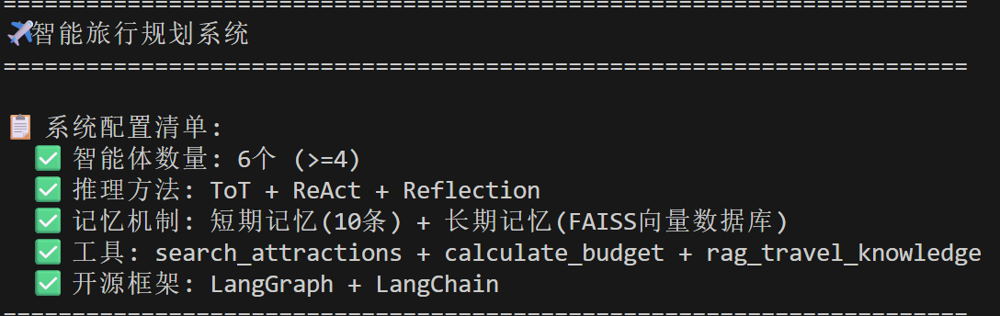 ======================================================================
✈️智能旅行规划系统
======================================================================
📋 系统配置清单:
✅ 智能体数量: 6个 (>=4)
✅ 推理方法: ToT + ReAct + Reflection
✅ 记忆机制: 短期记忆(10条) + 长期记忆(FAISS向量数据库)
✅ 工具: search_attractions + calculate_budget + rag_travel_knowledge
✅ 开源框架: LangGraph + LangChain
======================================================================